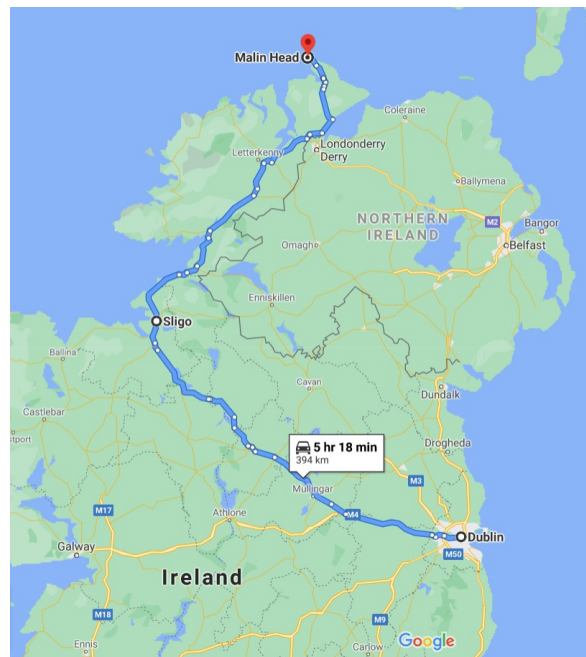 Malin Head
Coleraine
Londonderry
Derry
Letterkenny
Ballymena
NORTHERN
IRELAND
M2
Bangor
Belfast
Omagh
Enniskillen
Sligo
Ballina
Cavan
Dundalk
Castlebar
stport
5 hr 18 min
394 km
Drogheda
M3
Mullingar
M17
Athlone
M4
Dublin
Galway
M50
Ireland
M18
M9
Google
Ennis
Carlow